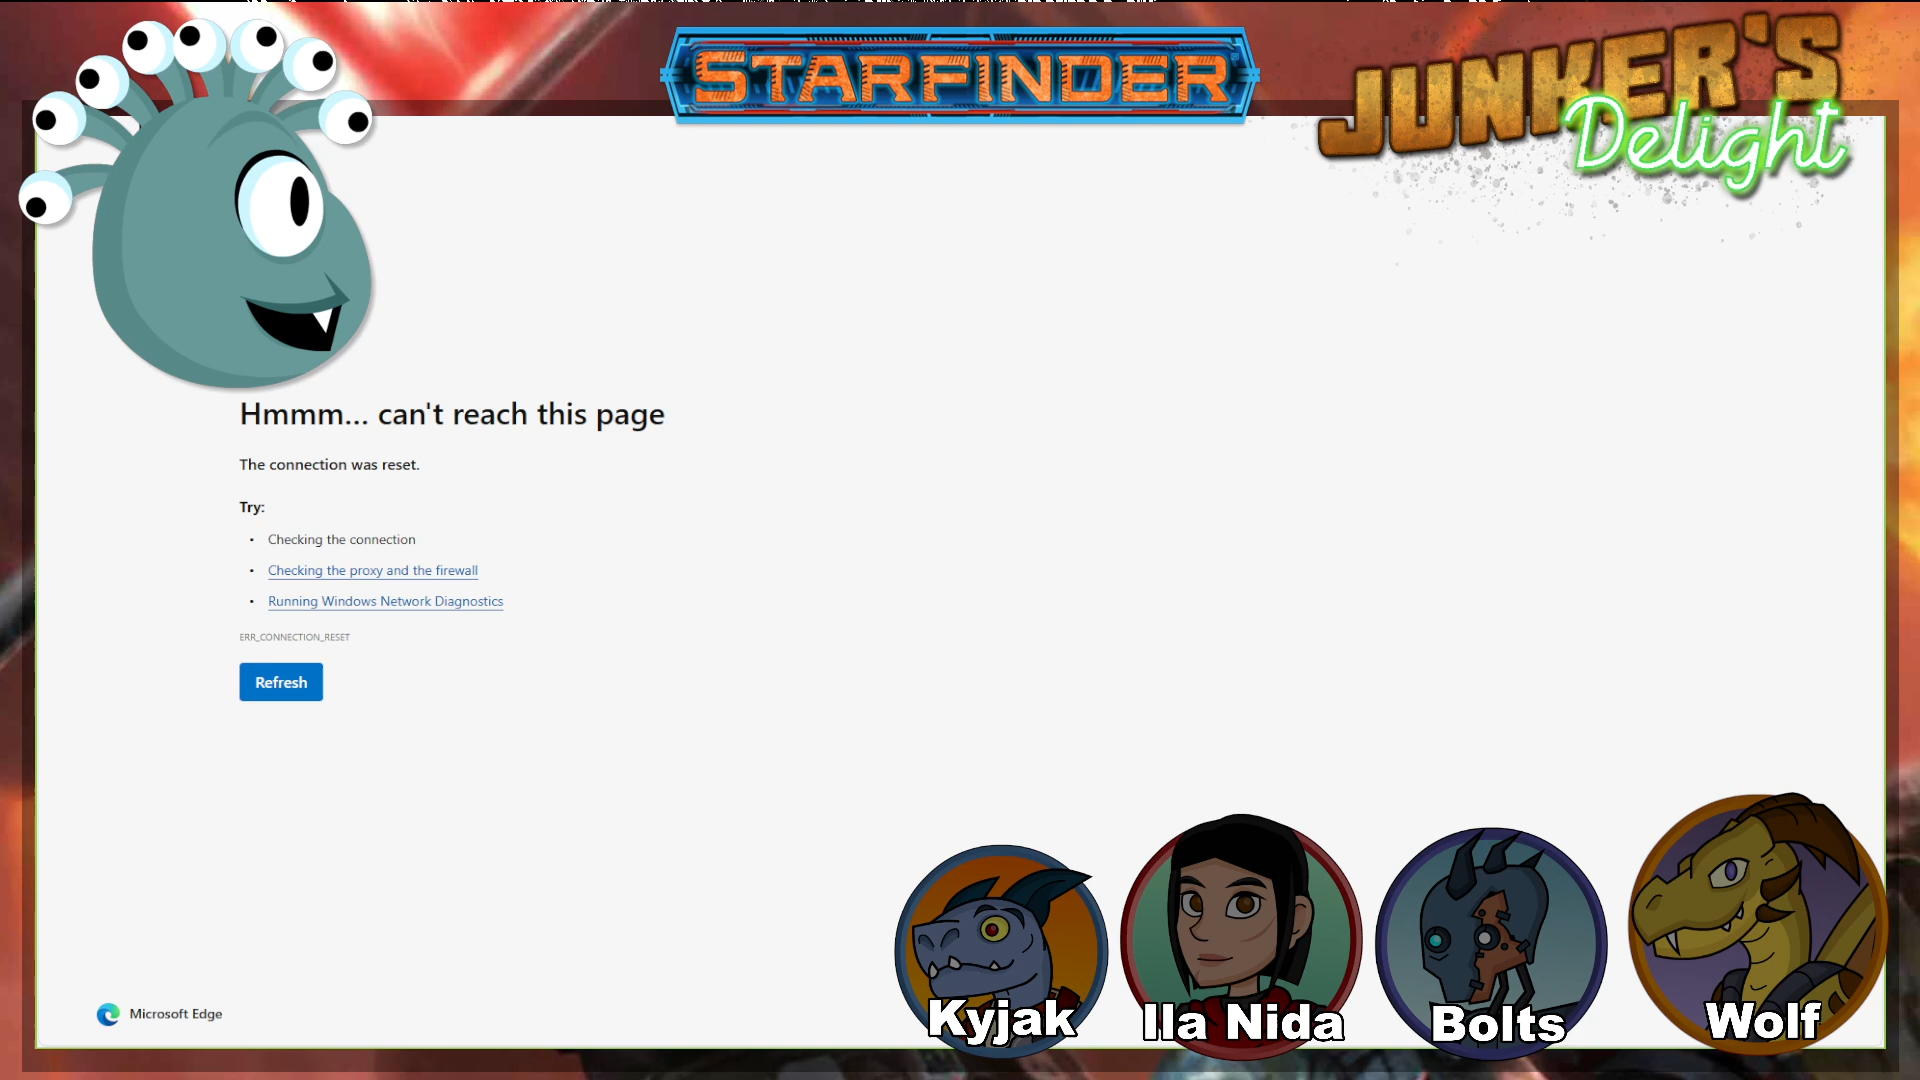 STARFINDER
JUNKER'S
Delight
Hmmm... can't reach this page
The connection was reset.
Try:
• Checking the connection
• Checking the proxy and the firewall
• Running Windows Network Diagnostics
ERR_CONNECTION_RESET
Refresh
Microsoft Edge
Kyjak
Ila Nida
Bolts
Wolf